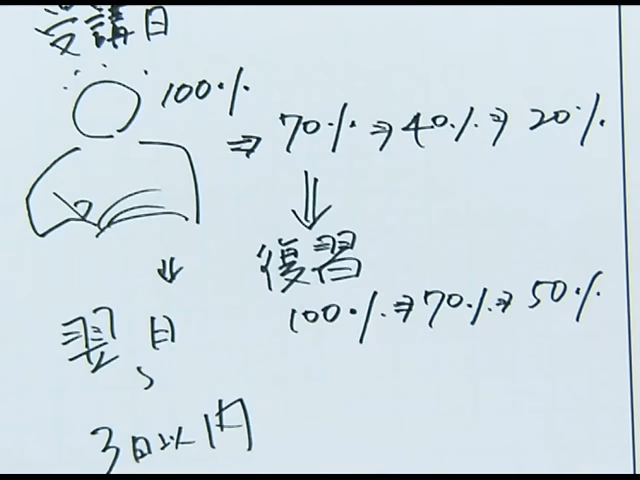 受講日
100%
⇒ 70% ⇒ 40% ⇒ 20%
⇓
復習
100% ⇒ 70% ⇒ 50%
⇓
翌日
〜
3日以内